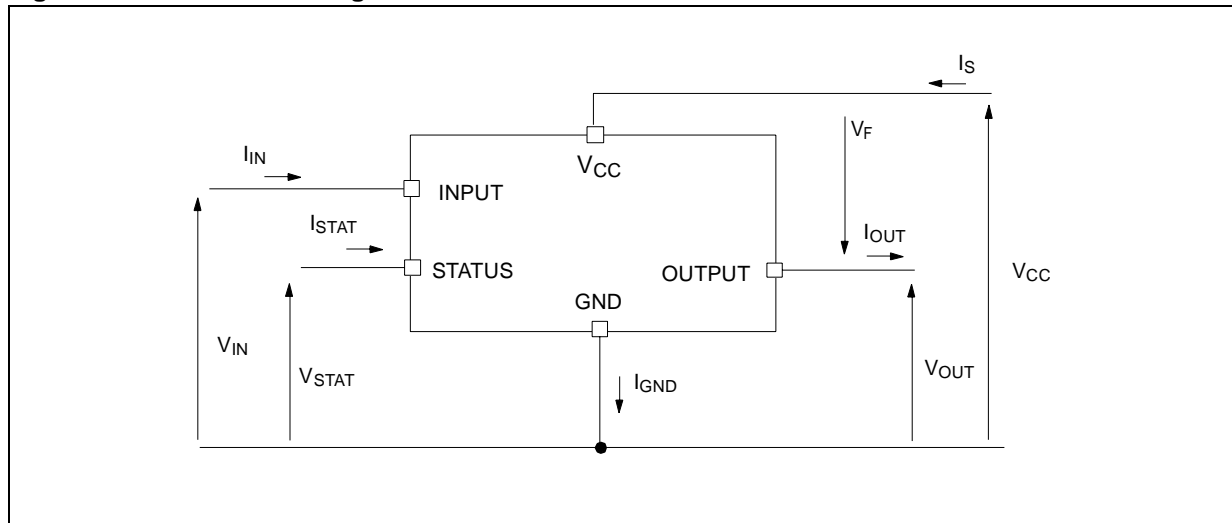 I_S
V_F
V_CC
I_IN
INPUT
I_STAT
I_OUT
STATUS
OUTPUT
V_CC
GND
V_IN
V_STAT
I_GND
V_OUT